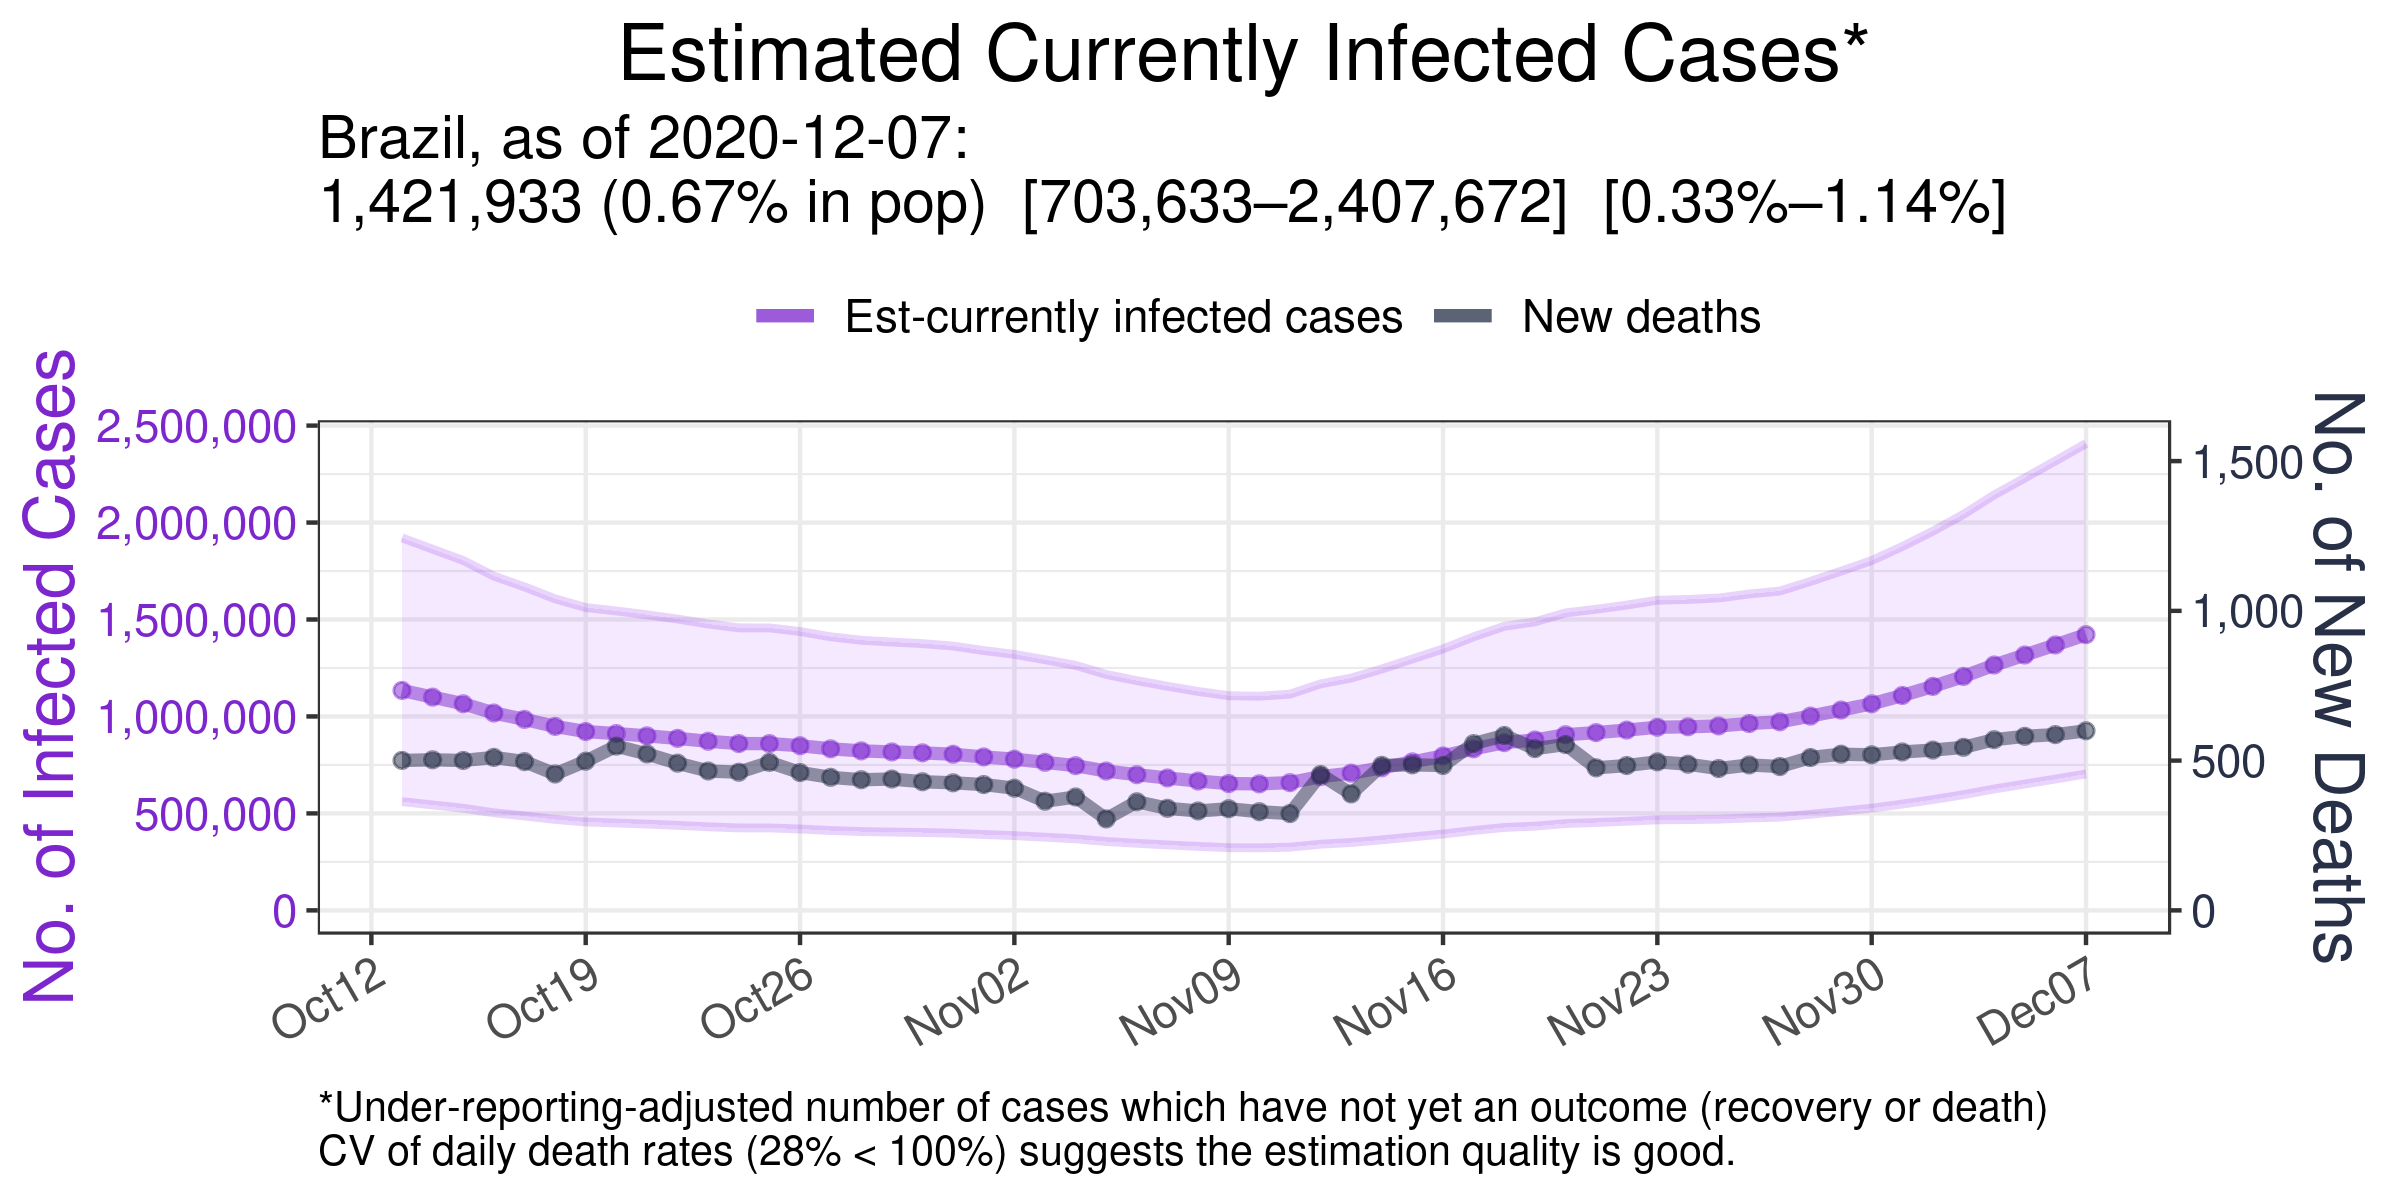 Estimated Currently Infected Cases*
Brazil, as of 2020-12-07:
1,421,933 (0.67% in pop) [703,633–2,407,672] [0.33%–1.14%]
Est-currently infected cases
New deaths
No. of Infected Cases
2,500,000
2,000,000
1,500,000
1,000,000
500,000
0
1,500
1,000
500
0
No. of New Deaths
Oct12
Oct19
Oct26
Nov02
Nov09
Nov16
Nov23
Nov30
Dec07
*Under-reporting-adjusted number of cases which have not yet an outcome (recovery or death)
CV of daily death rates (28% < 100%) suggests the estimation quality is good.